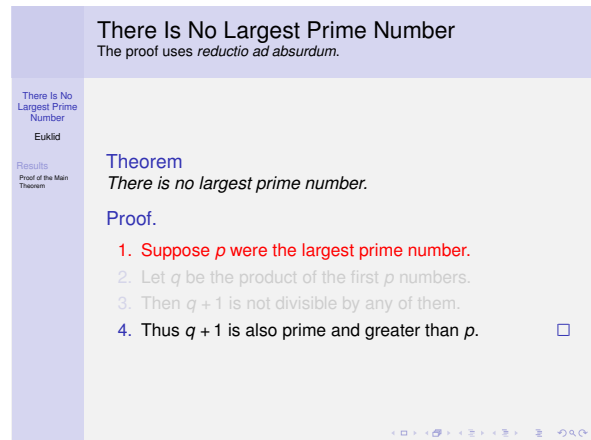 There Is No Largest Prime Number
The proof uses reductio ad absurdum.
There Is No
Largest Prime
Number
Euklid
Results
Proof of the Main
Theorem
Theorem
There is no largest prime number.
Proof.
1. Suppose p were the largest prime number.
2. Let q be the product of the first p numbers.
3. Then q + 1 is not divisible by any of them.
4. Thus q + 1 is also prime and greater than p.